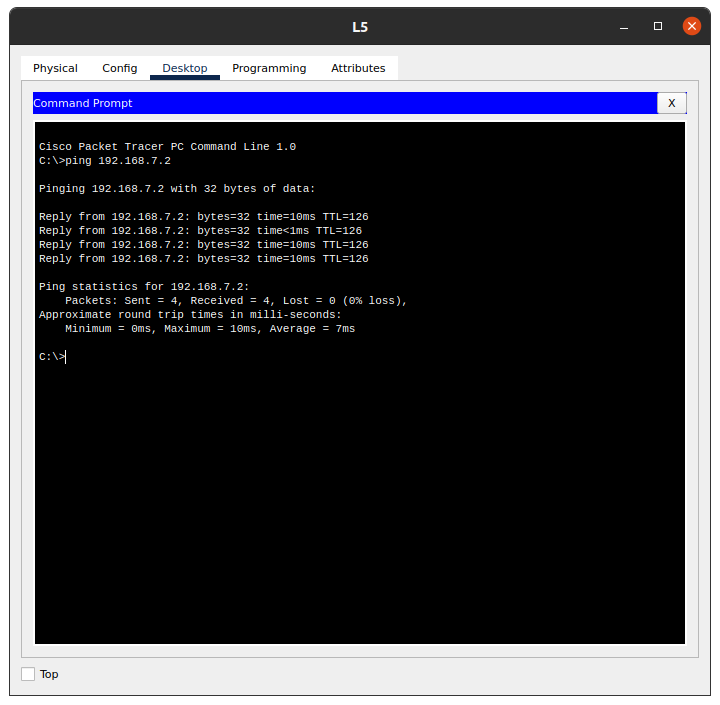 L5
Physical Config Desktop Programming Attributes
Command Prompt X
Cisco Packet Tracer PC Command Line 1.0
C:\>ping 192.168.7.2
Pinging 192.168.7.2 with 32 bytes of data:
Reply from 192.168.7.2: bytes=32 time=10ms TTL=126
Reply from 192.168.7.2: bytes=32 time<1ms TTL=126
Reply from 192.168.7.2: bytes=32 time=10ms TTL=126
Reply from 192.168.7.2: bytes=32 time=10ms TTL=126
Ping statistics for 192.168.7.2:
    Packets: Sent = 4, Received = 4, Lost = 0 (0% loss),
Approximate round trip times in milli-seconds:
    Minimum = 0ms, Maximum = 10ms, Average = 7ms
C:\>
Top